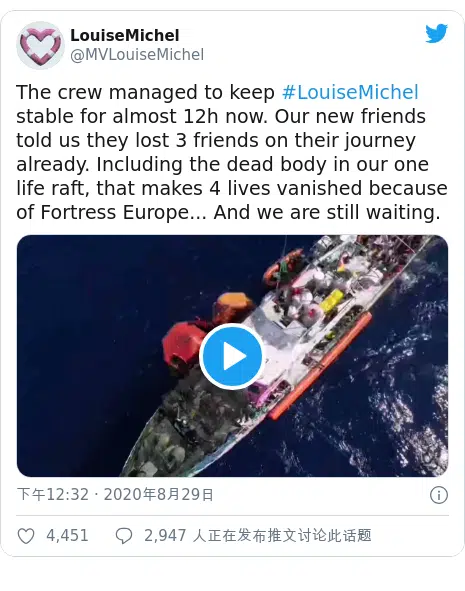 LouiseMichel
@MVLouiseMichel
The crew managed to keep #LouiseMichel
stable for almost 12h now. Our new friends
told us they lost 3 friends on their journey
already. Including the dead body in our one
life raft, that makes 4 lives vanished because
of Fortress Europe... And we are still waiting.
下午12:32 · 2020年8月29日
4,451 2,947 人正在发布推文讨论此话题